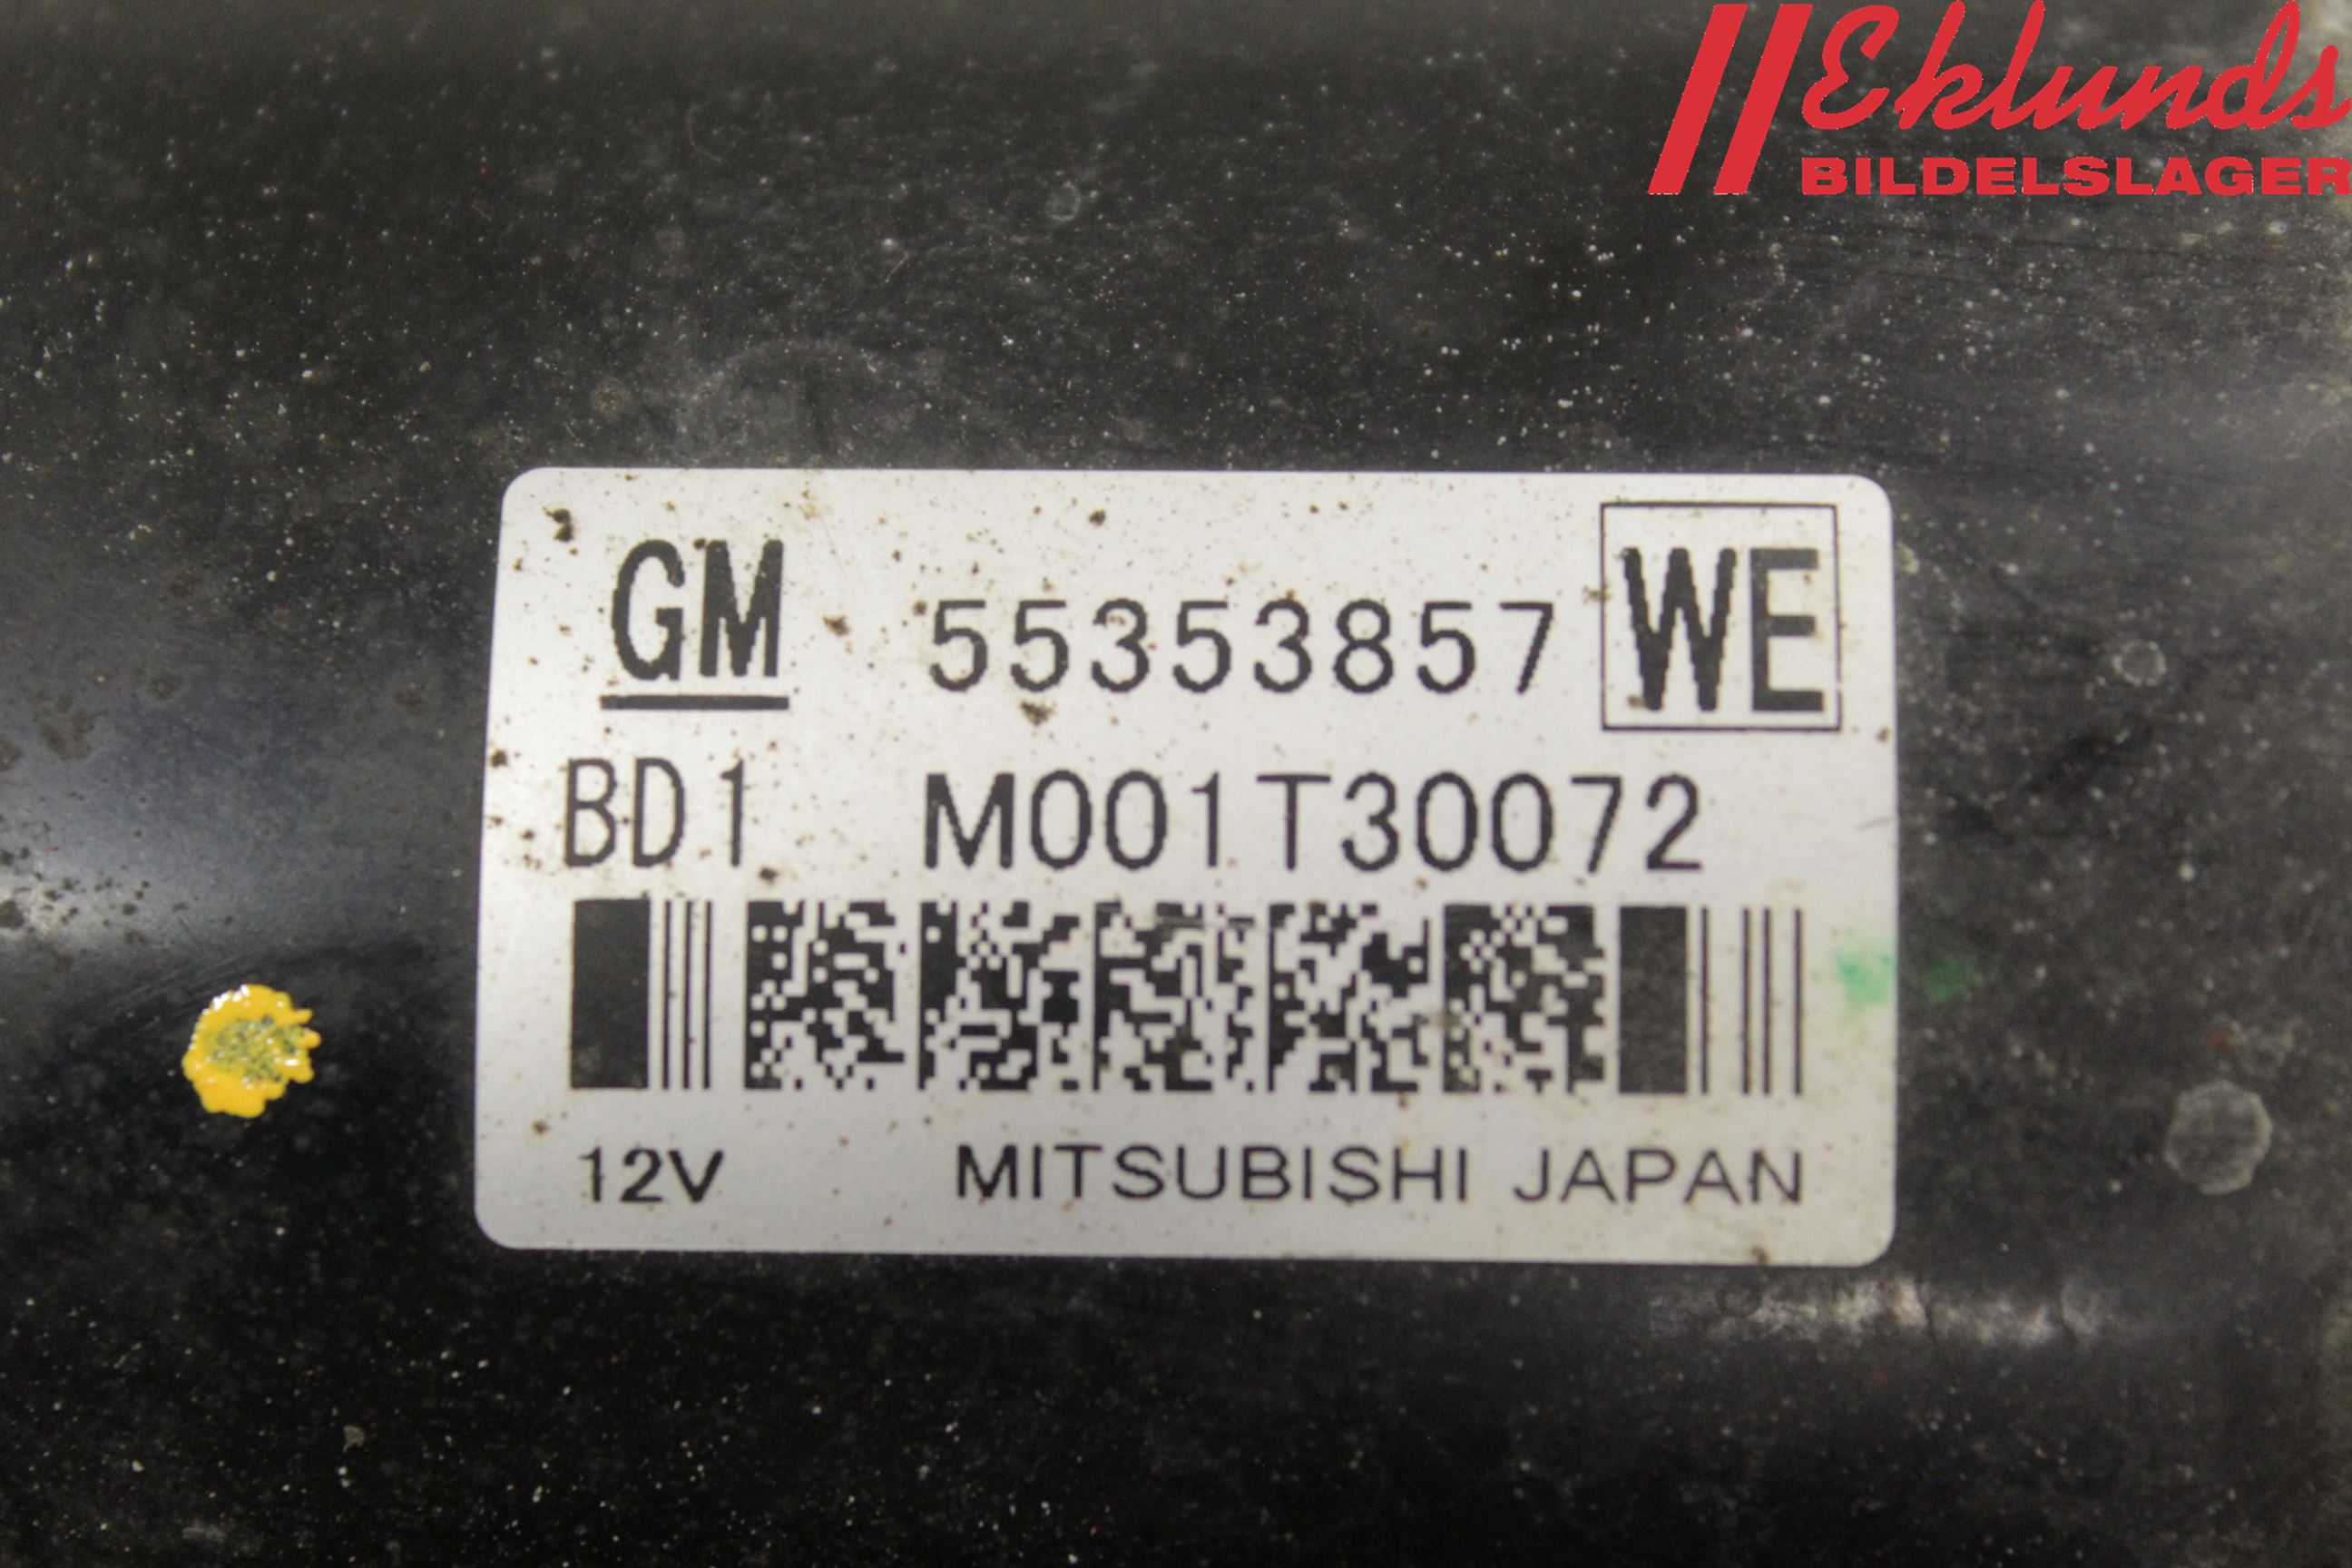 Eklunds
BILDELSLAGER
GM 55353857 WE
BD1 M001T30072
12V MITSUBISHI JAPAN